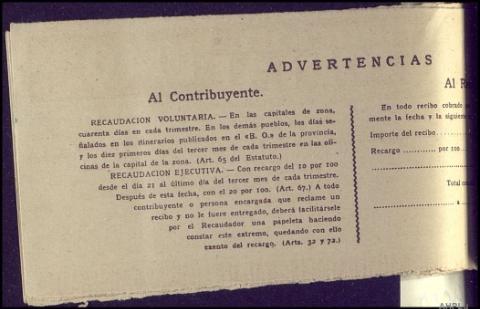 ADVERTENCIAS
Al Contribuyente.
RECAUDACION VOLUNTARIA. — En las capitales de zona,
cuarenta días en cada trimestre. En los demás pueblos, los días se-
ñalados en los itinerarios publicados en el «B. O.» de la provincia,
y los diez primeros días del tercer mes de cada trimestre en las ofi-
cinas de la capital de la zona. (Art. 65 del Estatuto.)
RECAUDACION EJECUTIVA. — Con recargo del 10 por 100
desde el día 21 al último día del tercer mes de cada trimestre.
Después de esta fecha, con el 20 por 100. (Art. 67.) A todo
contribuyente o persona encargada que reclame un
recibo y no le fuere entregado, deberá facilitársele
por el Recaudador una papeleta haciendo
constar este extremo, quedando con ello
exento del recargo. (Arts. 32 y 72.)
Al
En todo recibo cobrado
mente la fecha y la siguiente
Importe del recibo
Recargo ........ por 100
a